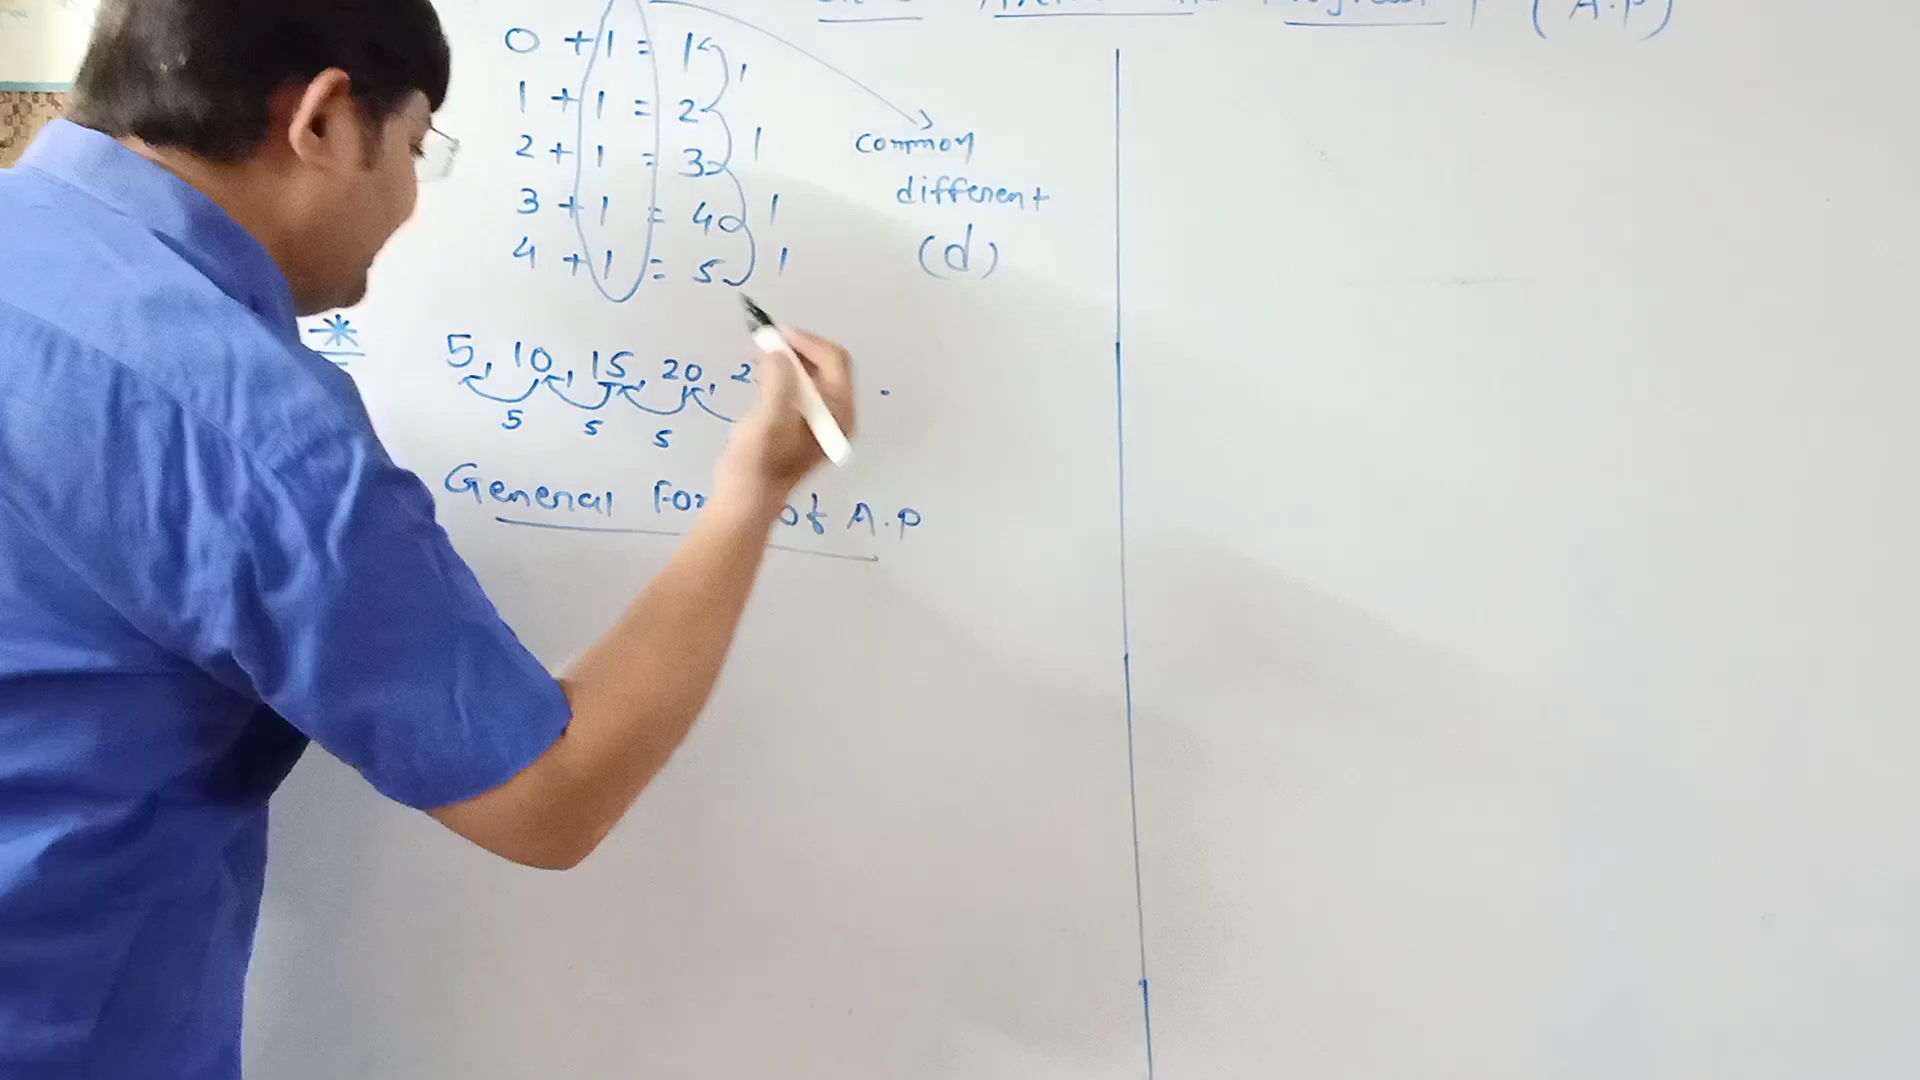 (A.P)
0 + 1 = 1 1
1 + 1 = 2
2 + 1 = 3 1
3 + 1 = 4 1
4 + 1 = 5 1
common
different
(d)
5, 10, 15, 20,
5 5 5
General of A.P